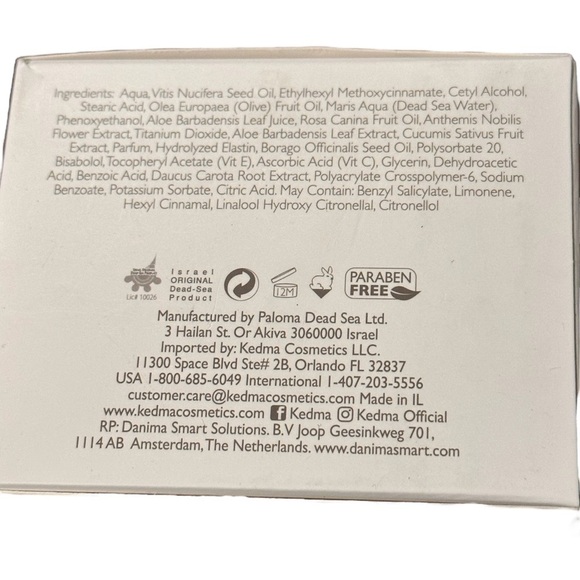 Ingredients: Aqua, Vitis Nucifera Seed Oil, Ethylhexyl Methoxycinnamate, Cetyl Alcohol,
Stearic Acid, Olea Europaea (Olive) Fruit Oil, Maris Aqua (Dead Sea Water),
Phenoxyethanol, Aloe Barbadensis Leaf Juice, Rosa Canina Fruit Oil, Anthemis Nobilis
Flower Extract, Titanium Dioxide, Aloe Barbadensis Leaf Extract, Cucumis Sativus Fruit
Extract, Parfum, Hydrolyzed Elastin, Borago Officinalis Seed Oil, Polysorbate 20,
Bisabolol, Tocopheryl Acetate (Vit E), Ascorbic Acid (Vit C), Glycerin, Dehydroacetic
Acid, Benzoic Acid, Daucus Carota Root Extract, Polyacrylate Crosspolymer-6, Sodium
Benzoate, Potassium Sorbate, Citric Acid. May Contain: Benzyl Salicylate, Limonene,
Hexyl Cinnamal, Linalool Hydroxy Citronellal, Citronellol
Israel
ORIGINAL
Dead-Sea
Product
Lic# 10026
12M
PARABEN
FREE
Manufactured by Paloma Dead Sea Ltd.
3 Hailan St. Or Akiva 3060000 Israel
Imported by: Kedma Cosmetics LLC.
11300 Space Blvd Ste# 2B, Orlando FL 32837
USA 1-800-685-6049 International 1-407-203-5556
customer.care@kedmacosmetics.com Made in IL
www.kedmacosmetics.com Kedma Kedma Official
RP: Danima Smart Solutions. B.V Joop Geesinkweg 701,
1114 AB Amsterdam, The Netherlands. www.danimasmart.com